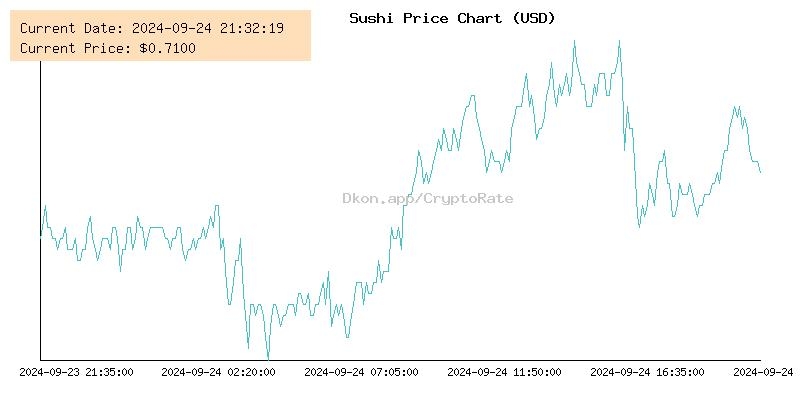 Sushi Price Chart (USD)
Current Date: 2024-09-24 21:32:19
Current Price: $0.7100
Dkon.app/CryptoRate
2024-09-23 21:35:00 2024-09-24 02:20:00 2024-09-24 07:05:00 2024-09-24 11:50:00 2024-09-24 16:35:00 2024-09-24